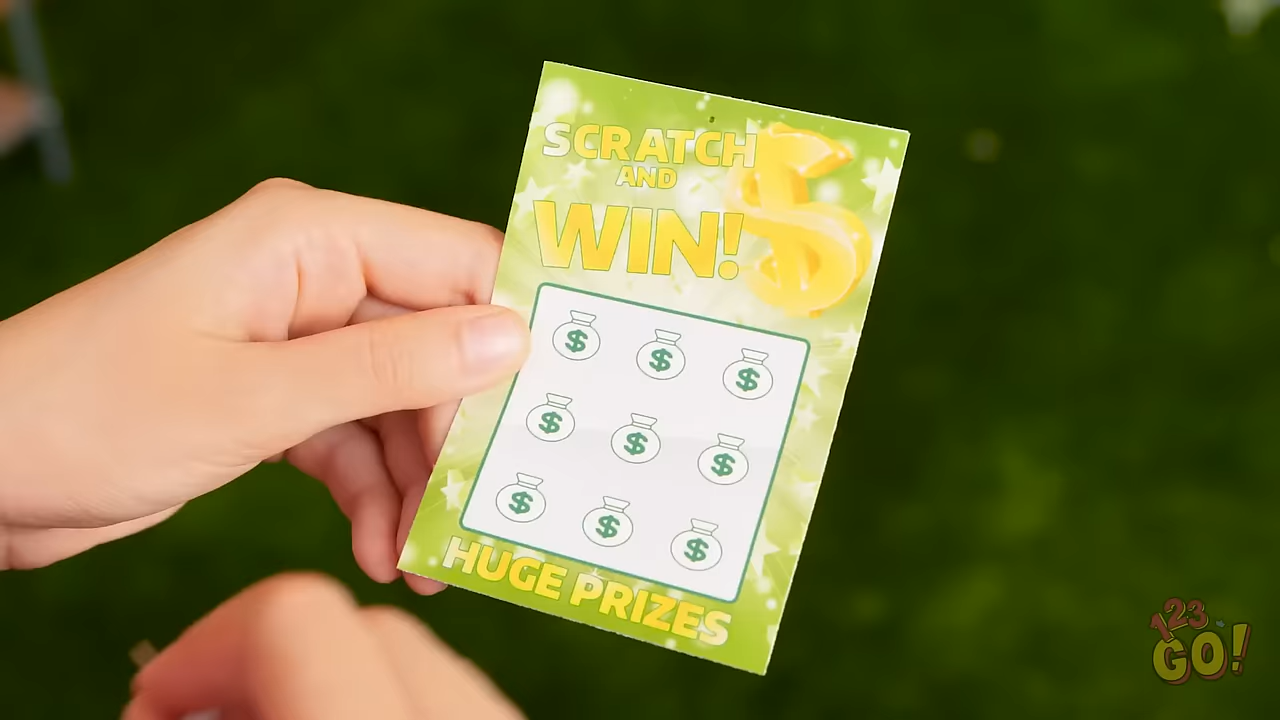 SCRATCH
AND
WIN!
$
$ $ $
$ $ $
$ $ $
HUGE PRIZES
123
GO!